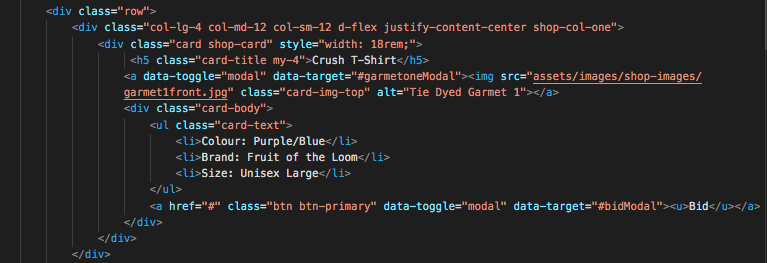 <div class="row">
<div class="col-lg-4 col-md-12 col-sm-12 d-flex justify-content-center shop-col-one">
<div class="card shop-card" style="width: 18rem;">
<h5 class="card-title my-4">Crush T-Shirt</h5>
<a data-toggle="modal" data-target="#garmetoneModal"><img src="assets/images/shop-images/
garmet1front.jpg" class="card-img-top" alt="Tie Dyed Garmet 1"></a>
<div class="card-body">
<ul class="card-text">
<li>Colour: Purple/Blue</li>
<li>Brand: Fruit of the Loom</li>
<li>Size: Unisex Large</li>
</ul>
<a href="#" class="btn btn-primary" data-toggle="modal" data-target="#bidModal"><u>Bid</u></a>
</div>
</div>
</div>